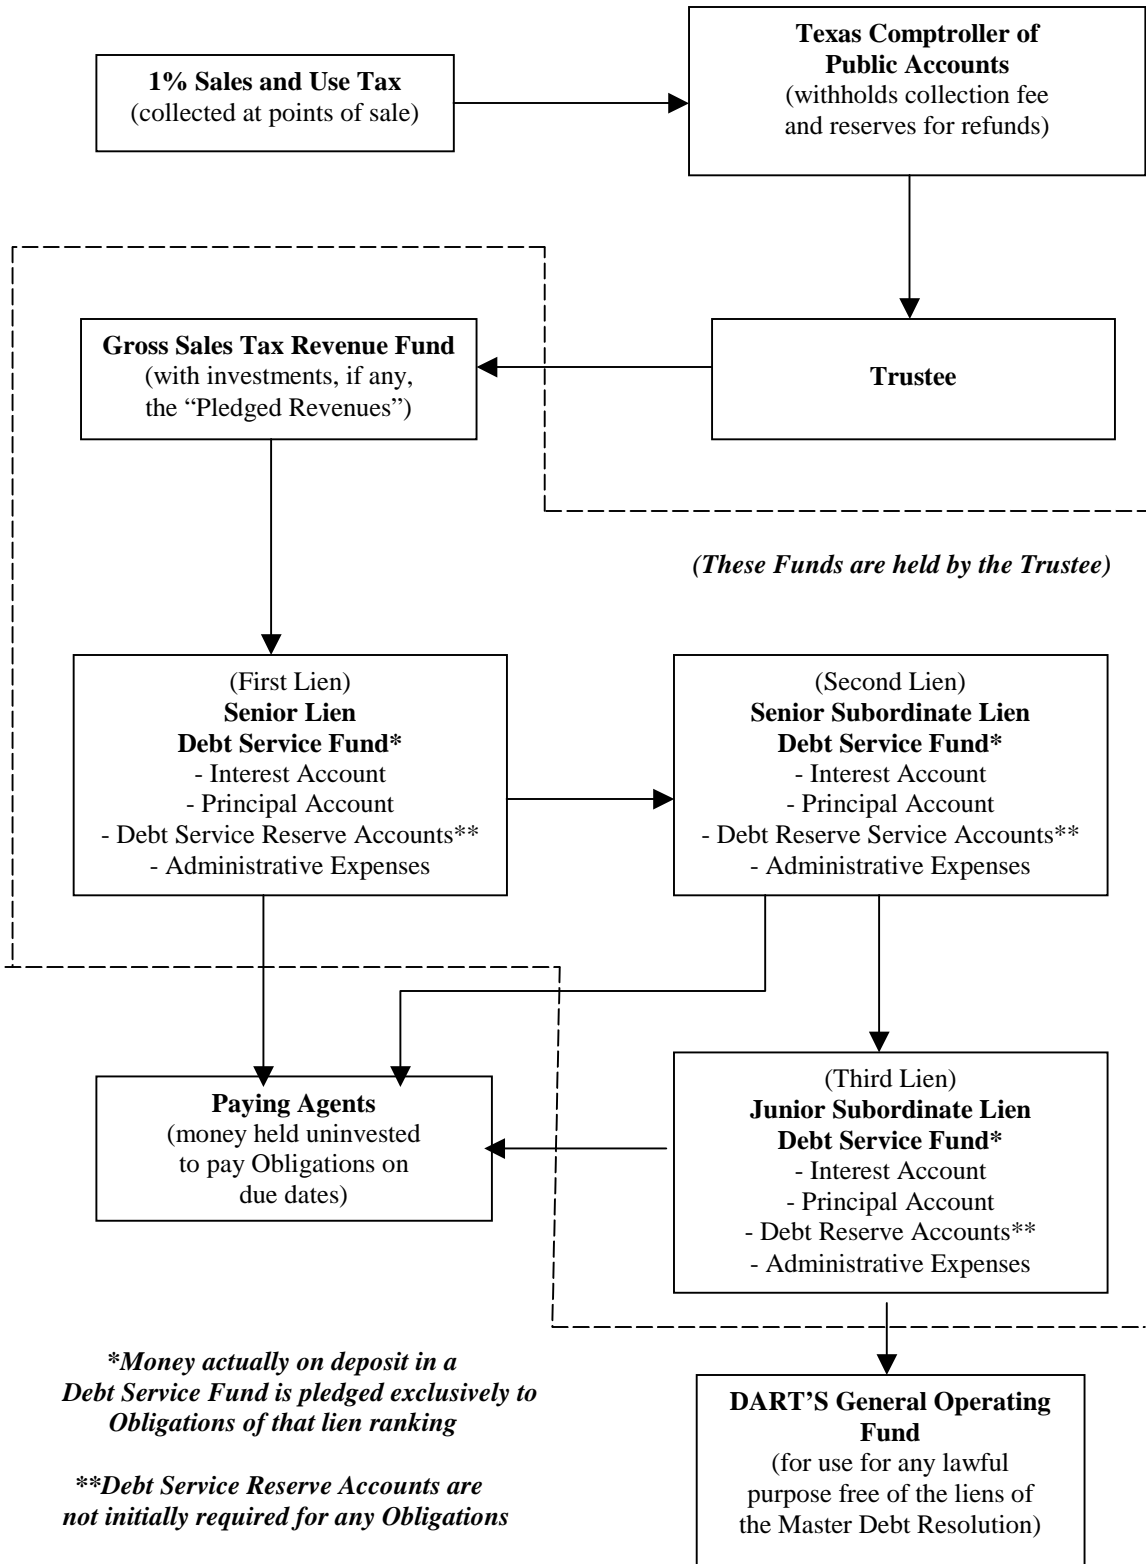 1% Sales and Use Tax
(collected at points of sale)
Texas Comptroller of
Public Accounts
(withholds collection fee
and reserves for refunds)
Gross Sales Tax Revenue Fund
(with investments, if any,
the “Pledged Revenues”)
Trustee
(These Funds are held by the Trustee)
(First Lien)
Senior Lien
Debt Service Fund*
- Interest Account
- Principal Account
- Debt Service Reserve Accounts**
- Administrative Expenses
(Second Lien)
Senior Subordinate Lien
Debt Service Fund*
- Interest Account
- Principal Account
- Debt Reserve Service Accounts**
- Administrative Expenses
Paying Agents
(money held uninvested
to pay Obligations on
due dates)
(Third Lien)
Junior Subordinate Lien
Debt Service Fund*
- Interest Account
- Principal Account
- Debt Reserve Accounts**
- Administrative Expenses
*Money actually on deposit in a
Debt Service Fund is pledged exclusively to
Obligations of that lien ranking
**Debt Service Reserve Accounts are
not initially required for any Obligations
DART’S General Operating
Fund
(for use for any lawful
purpose free of the liens of
the Master Debt Resolution)